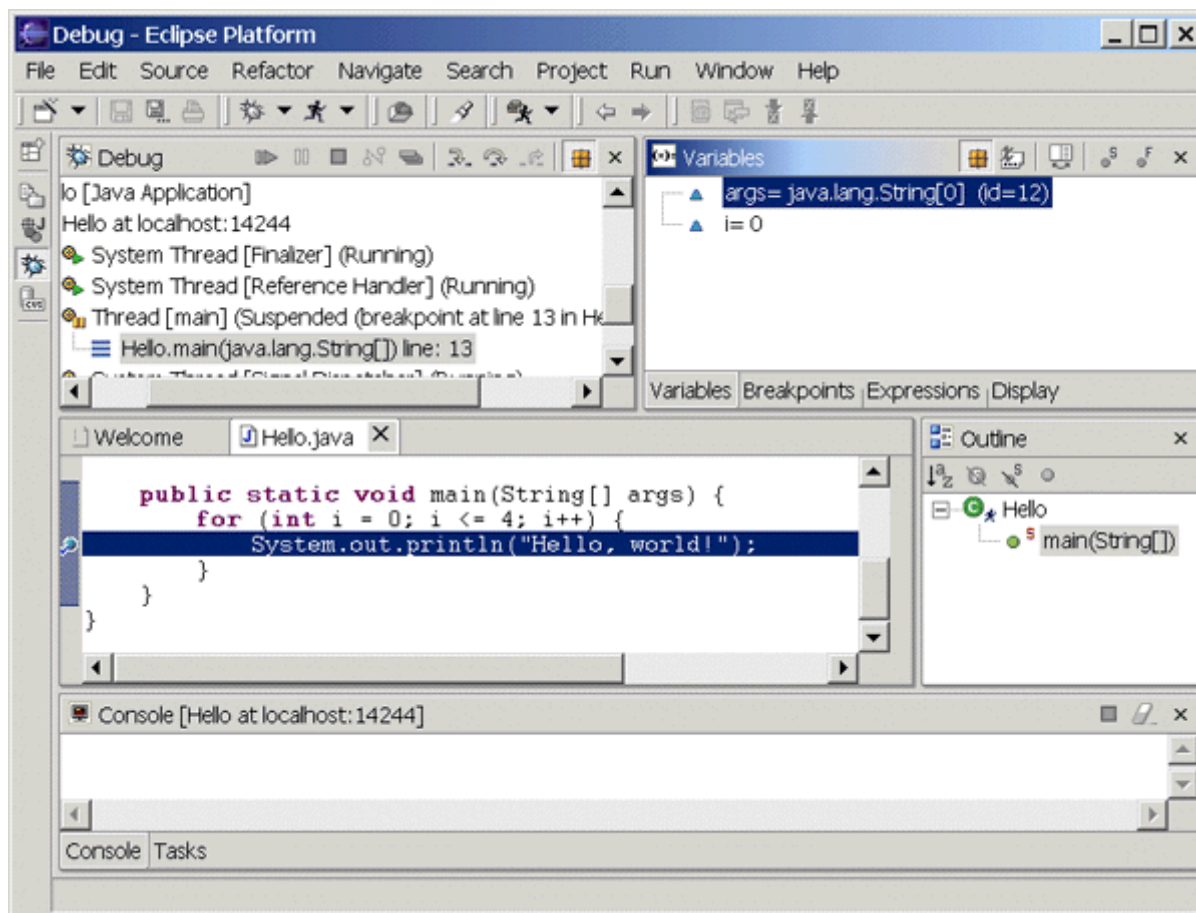 Debug - Eclipse Platform
File Edit Source Refactor Navigate Search Project Run Window Help
Debug
lo [Java Application]
Hello at localhost:14244
System Thread [Finalizer] (Running)
System Thread [Reference Handler] (Running)
Thread [main] (Suspended (breakpoint at line 13 in He
Hello.main(java.lang.String[]) line: 13
Variables
args= java.lang.String[0] (id=12)
i= 0
Variables Breakpoints Expressions Display
Welcome Hello.java
public static void main(String[] args) {
for (int i = 0; i <= 4; i++) {
System.out.println("Hello, world!");
}
}
}
Outline
Hello
main(String[])
Console [Hello at localhost:14244]
Console Tasks